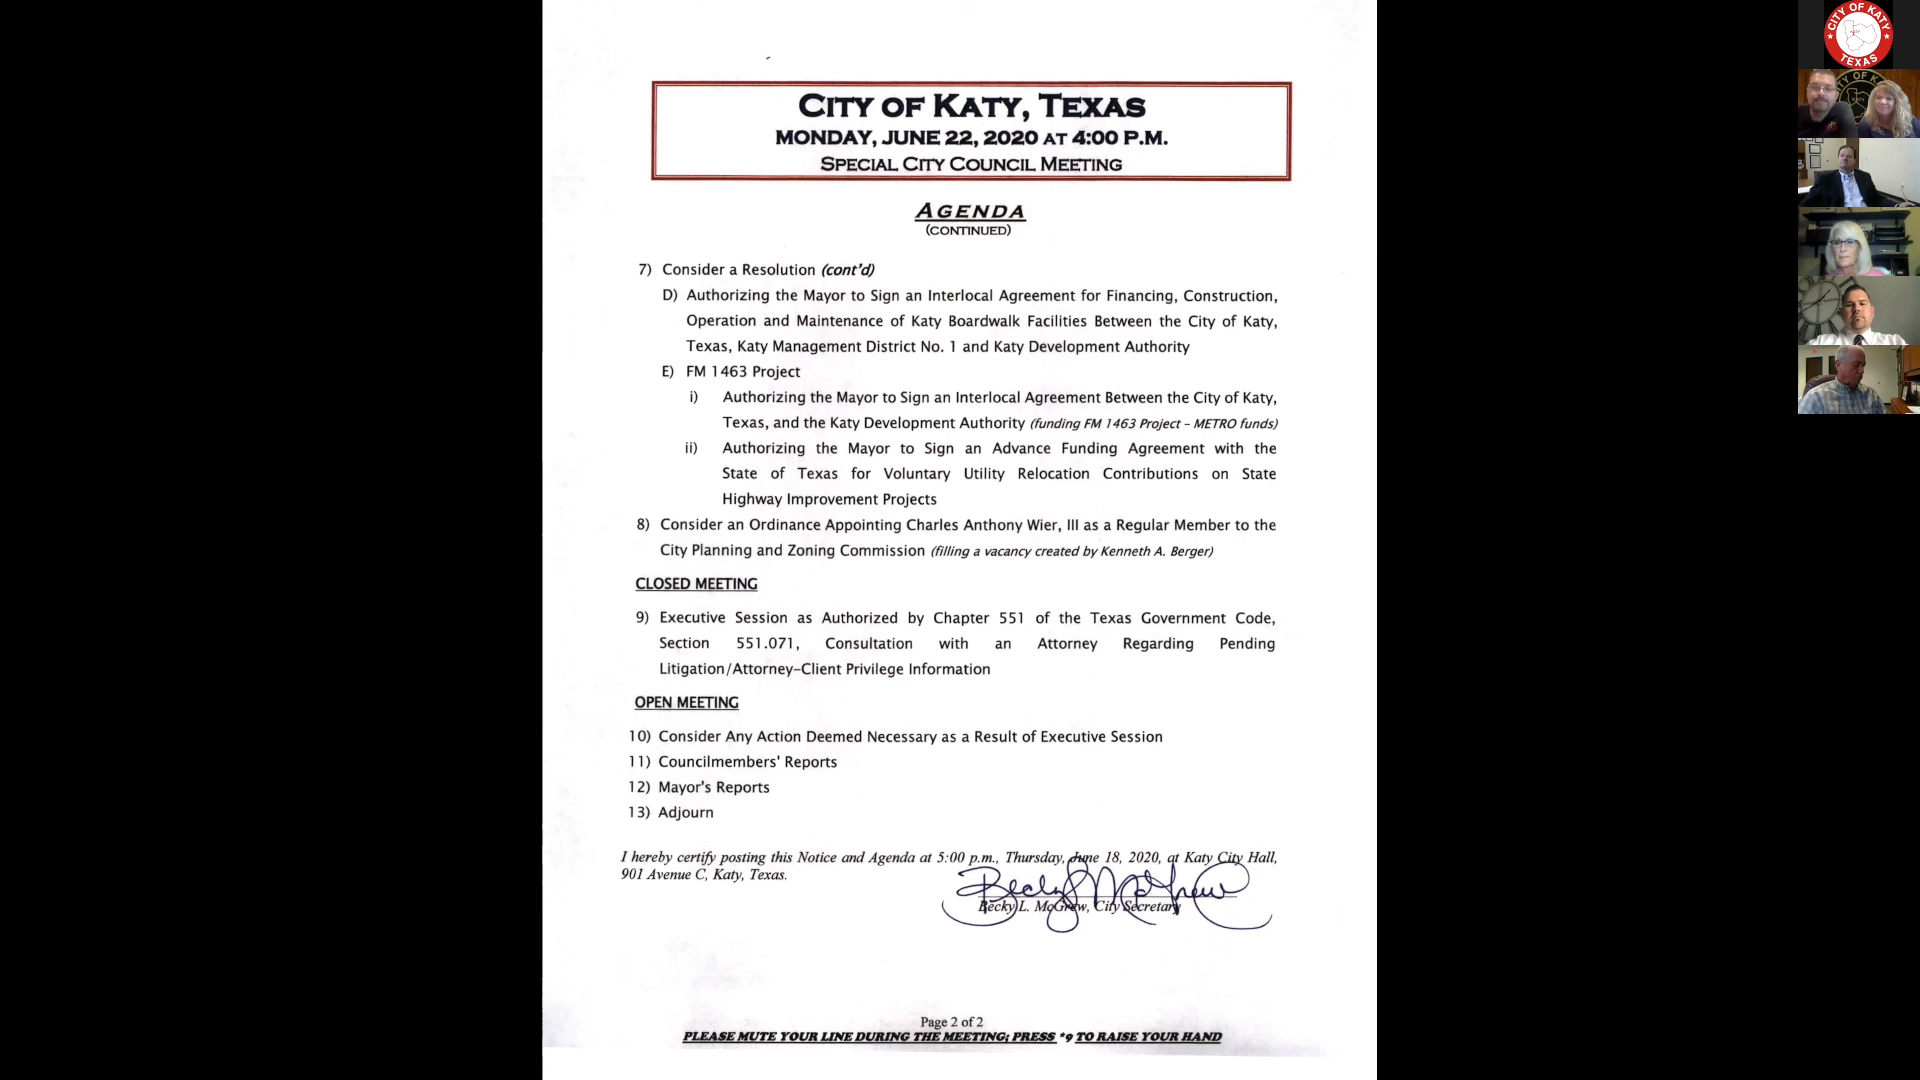 CITY OF KATY, TEXAS
MONDAY, JUNE 22, 2020 AT 4:00 P.M.
SPECIAL CITY COUNCIL MEETING
AGENDA
(CONTINUED)
7) Consider a Resolution (cont'd)
D) Authorizing the Mayor to Sign an Interlocal Agreement for Financing, Construction,
Operation and Maintenance of Katy Boardwalk Facilities Between the City of Katy,
Texas, Katy Management District No. 1 and Katy Development Authority
E) FM 1463 Project
i) Authorizing the Mayor to Sign an Interlocal Agreement Between the City of Katy,
Texas, and the Katy Development Authority (funding FM 1463 Project - METRO funds)
ii) Authorizing the Mayor to Sign an Advance Funding Agreement with the
State of Texas for Voluntary Utility Relocation Contributions on State
Highway Improvement Projects
8) Consider an Ordinance Appointing Charles Anthony Wier, III as a Regular Member to the
City Planning and Zoning Commission (filling a vacancy created by Kenneth A. Berger)
CLOSED MEETING
9) Executive Session as Authorized by Chapter 551 of the Texas Government Code,
Section 551.071, Consultation with an Attorney Regarding Pending
Litigation/Attorney-Client Privilege Information
OPEN MEETING
10) Consider Any Action Deemed Necessary as a Result of Executive Session
11) Councilmembers' Reports
12) Mayor's Reports
13) Adjourn
I hereby certify posting this Notice and Agenda at 5:00 p.m., Thursday, June 18, 2020, at Katy City Hall,
901 Avenue C, Katy, Texas.
Becky L. McGrew
Becky L. McGrew, City Secretary
Page 2 of 2
PLEASE MUTE YOUR LINE DURING THE MEETING; PRESS *9 TO RAISE YOUR HAND
CITY OF KATY
TEXAS